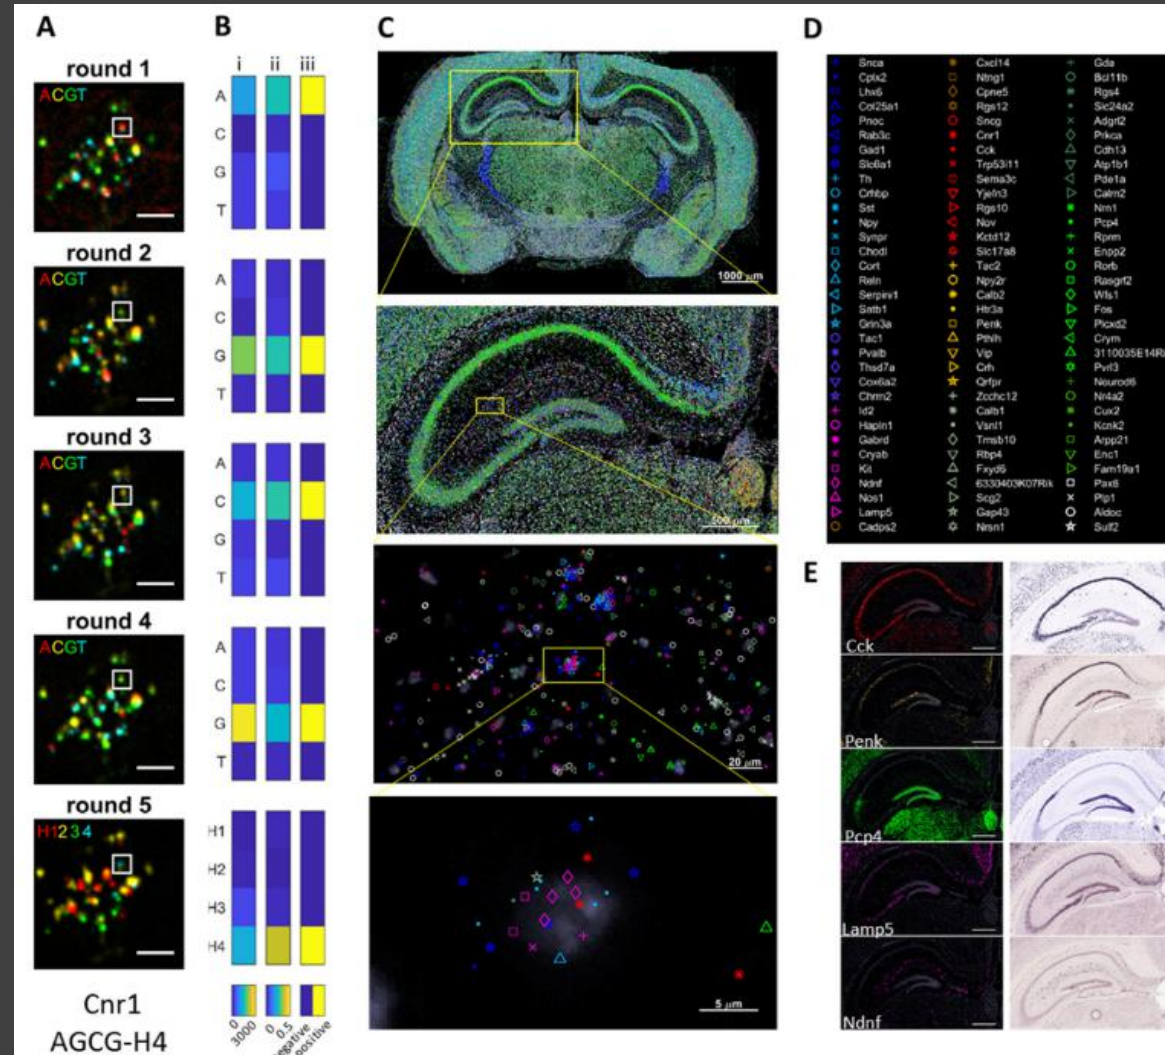 A
round 1
ACGT
round 2
ACGT
round 3
ACGT
round 4
ACGT
round 5
H1234
Cnr1
AGCG-H4
B
i ii iii
A
C
G
T
A
C
G
T
A
C
G
T
A
C
G
T
H1
H2
H3
H4
0
3000
0
0.5
negative
positive
C
1000 μm
500 μm
20 μm
5 μm
D
Snca Cxcl14 Gda
Cplx2 Ntng1 Bcl11b
Lhx6 Cpne5 Rgs4
Col25a1 Rgs12 Slc24a2
Pnoc Sncg Adgrl2
Rab3c Cnr1 Prkca
Gad1 Cck Cdh13
Slc6a1 Trp53i11 Atp1b1
Th Sema3c Pde1a
Crhbp Yjefn3 Calm2
Sst Rgs10 Nrn1
Npy Nov Pcp4
Synpr Kctd12 Rprm
Chodl Slc17a8 Enpp2
Cort Tac2 Rorb
Reln Npy2r Rasgrf2
Serpini1 Calb2 Wfs1
Satb1 Htr3a Fos
Grin3a Penk Plcxd2
Tac1 Pthlh Crym
Pvalb Vip 3110035E14Ri
Thsd7a Crh Pvrl3
Cox6a2 Qrfpr Neurod6
Chrm2 Zcchc12 Nr4a2
Id2 Calb1 Cux2
Hapln1 Vsnl1 Kcnk2
Gabrd Tmsb10 Arpp21
Cryab Rbp4 Enc1
Kit Fxyd6 Fam19a1
Ndnf 6330403K07Rik Pax6
Nos1 Scg2 Plp1
Lamp5 Gap43 Aldoc
Cadps2 Nrsn1 Sulf2
E
Cck
Penk
Pcp4
Lamp5
Ndnf